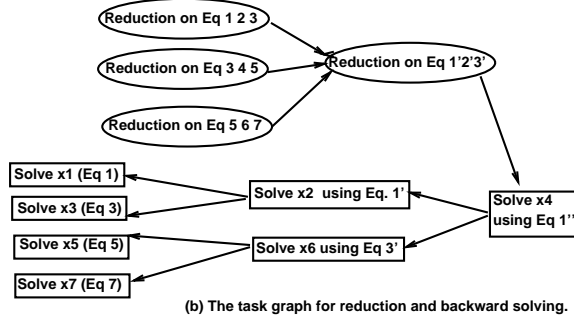 Reduction on Eq 1 2 3
Reduction on Eq 3 4 5
Reduction on Eq 1'2'3'
Reduction on Eq 5 6 7
Solve x1 (Eq 1)
Solve x3 (Eq 3)
Solve x2 using Eq. 1'
Solve x4
using Eq 1''
Solve x5 (Eq 5)
Solve x6 using Eq 3'
Solve x7 (Eq 7)
(b) The task graph for reduction and backward solving.